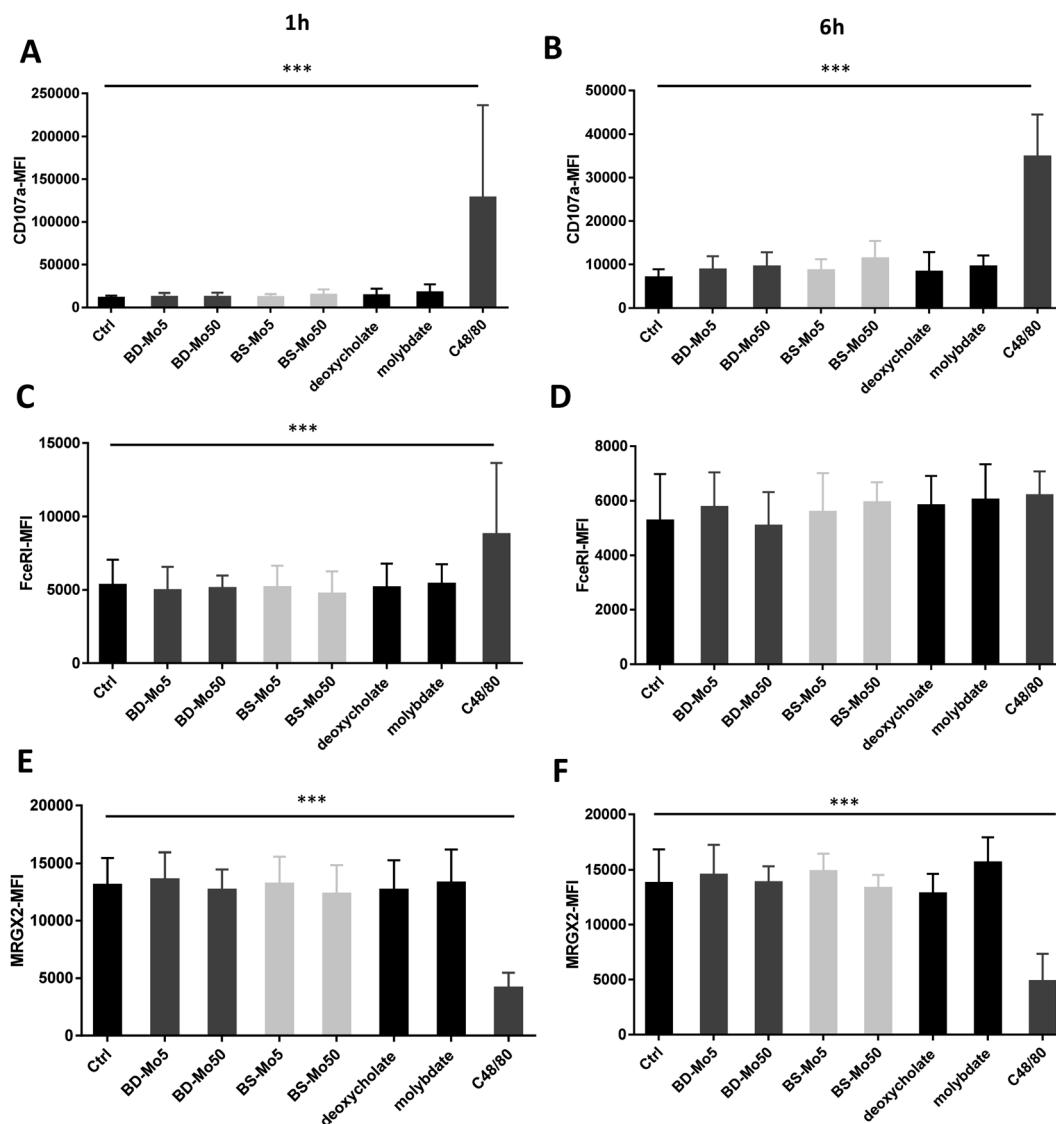 1h
6h
A
***
250000
200000
150000
100000
50000
0
CD107a-MFI
Ctrl
BD-Mo5
BD-Mo50
BS-Mo5
BS-Mo50
deoxycholate
molybdate
C48/80
B
***
50000
40000
30000
20000
10000
0
CD107a-MFI
Ctrl
BD-Mo5
BD-Mo50
BS-Mo5
BS-Mo50
deoxycholate
molybdate
C48/80
C
***
15000
10000
5000
0
FceRI-MFI
Ctrl
BD-Mo5
BD-Mo50
BS-Mo5
BS-Mo50
deoxycholate
molybdate
C48/80
D
8000
6000
4000
2000
0
FceRI-MFI
Ctrl
BD-Mo5
BD-Mo50
BS-Mo5
BS-Mo50
deoxycholate
molybdate
C48/80
E
***
20000
15000
10000
5000
0
MRGX2-MFI
Ctrl
BD-Mo5
BD-Mo50
BS-Mo5
BS-Mo50
deoxycholate
molybdate
C48/80
F
***
20000
15000
10000
5000
0
MRGX2-MFI
Ctrl
BD-Mo5
BD-Mo50
BS-Mo5
BS-Mo50
deoxycholate
molybdate
C48/80